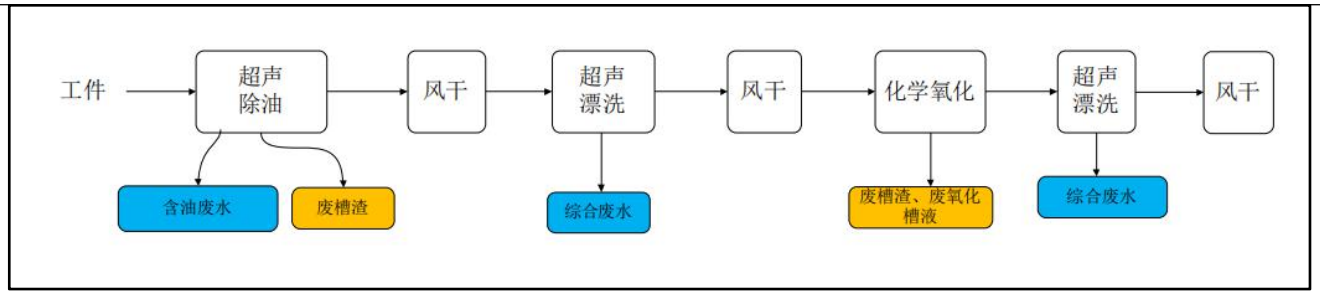 工件
超声
除油
风干
超声
漂洗
风干
化学氧化
超声
漂洗
风干
含油废水
废槽渣
综合废水
废槽渣、废氧化
槽液
综合废水